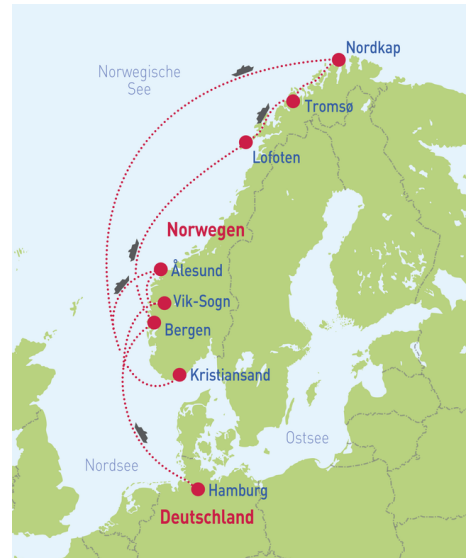 Nordkap
Norwegische
See
Tromsø
Lofoten
Norwegen
Ålesund
Vik-Sogn
Bergen
Kristiansand
Ostsee
Nordsee
Hamburg
Deutschland